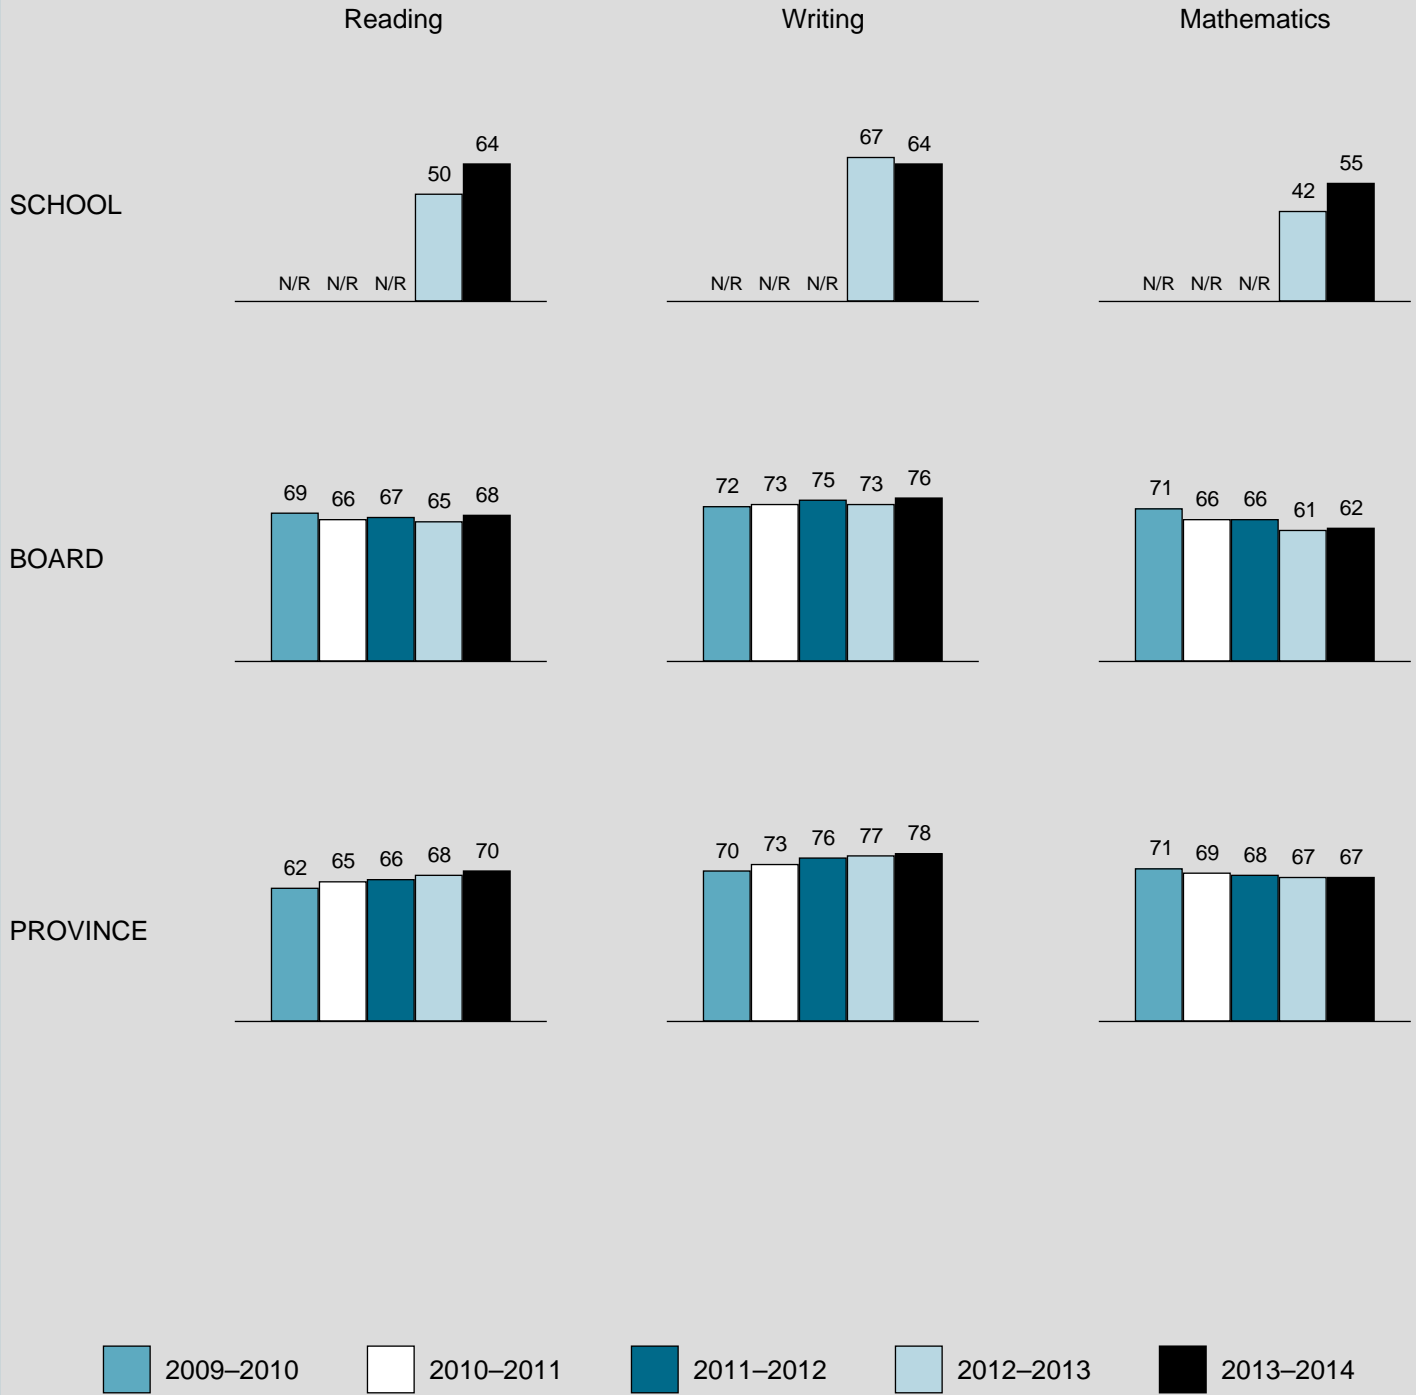 Reading Writing Mathematics
SCHOOL
N/R N/R N/R 50 64
N/R N/R N/R 67 64
N/R N/R N/R 42 55
BOARD
69 66 67 65 68
72 73 75 73 76
71 66 66 61 62
PROVINCE
62 65 66 68 70
70 73 76 77 78
71 69 68 67 67
2009–2010 2010–2011 2011–2012 2012–2013 2013–2014